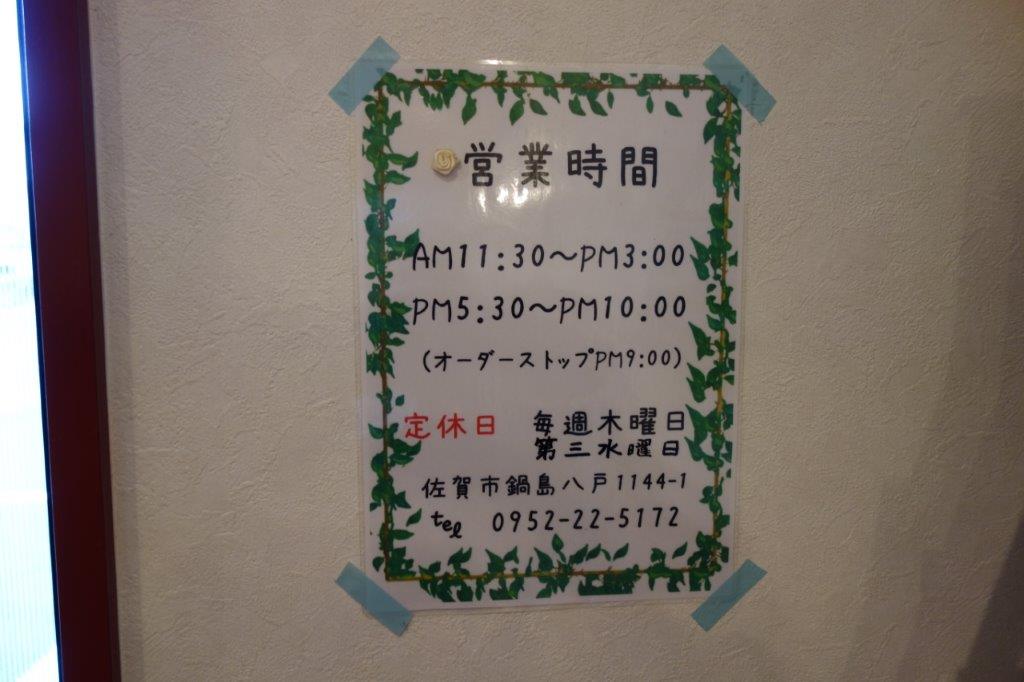 営業時間
AM11:30～PM3:00
PM5:30～PM10:00
(オーダーストップPM9:00)
定休日 毎週木曜日
第三水曜日
佐賀市鍋島八戸1144-1
tel 0952-22-5172